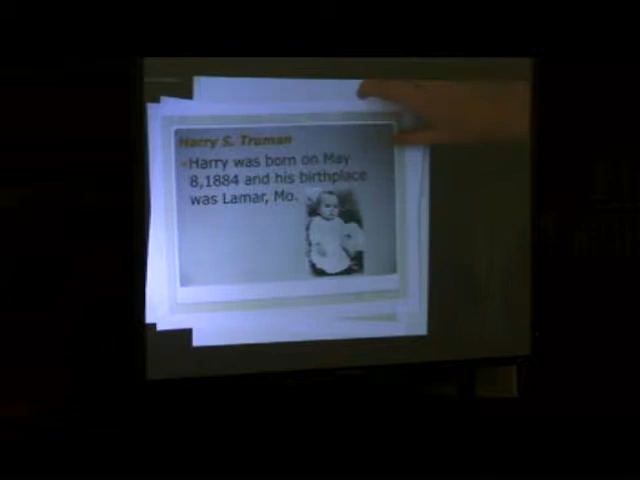 Harry S. Truman
Harry was born on May
8,1884 and his birthplace
was Lamar, Mo.